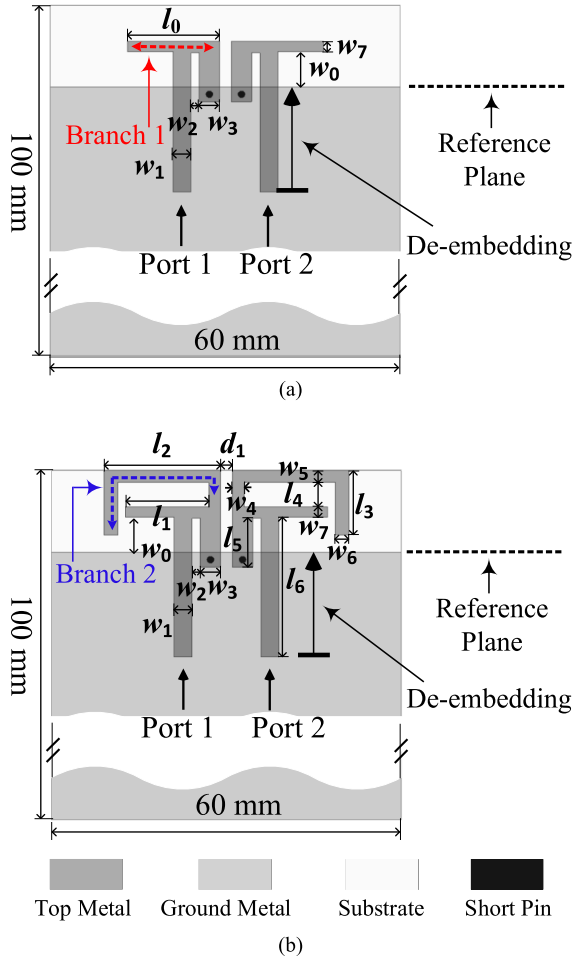 l0
w7
w0
Branch 1
w2
w3
w1
Reference
Plane
100 mm
De-embedding
Port 1
Port 2
60 mm
(a)
l2
d1
w5
w4
l4
l3
l1
w7
w0
l5
w6
Branch 2
w2
w3
l6
w1
Reference
Plane
100 mm
De-embedding
Port 1
Port 2
60 mm
Top Metal
Ground Metal
Substrate
Short Pin
(b)